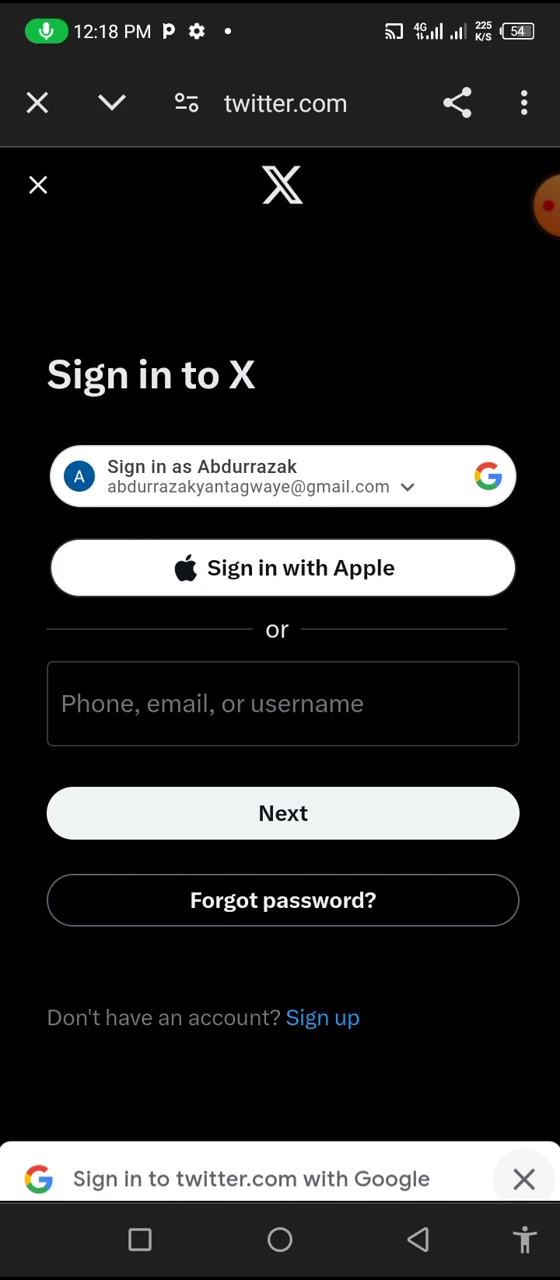 12:18 PM
4G
225
K/S
54
twitter.com
Sign in to X
A
Sign in as Abdurrazak
abdurrazakyantagwaye@gmail.com
Sign in with Apple
or
Phone, email, or username
Next
Forgot password?
Don't have an account? Sign up
Sign in to twitter.com with Google